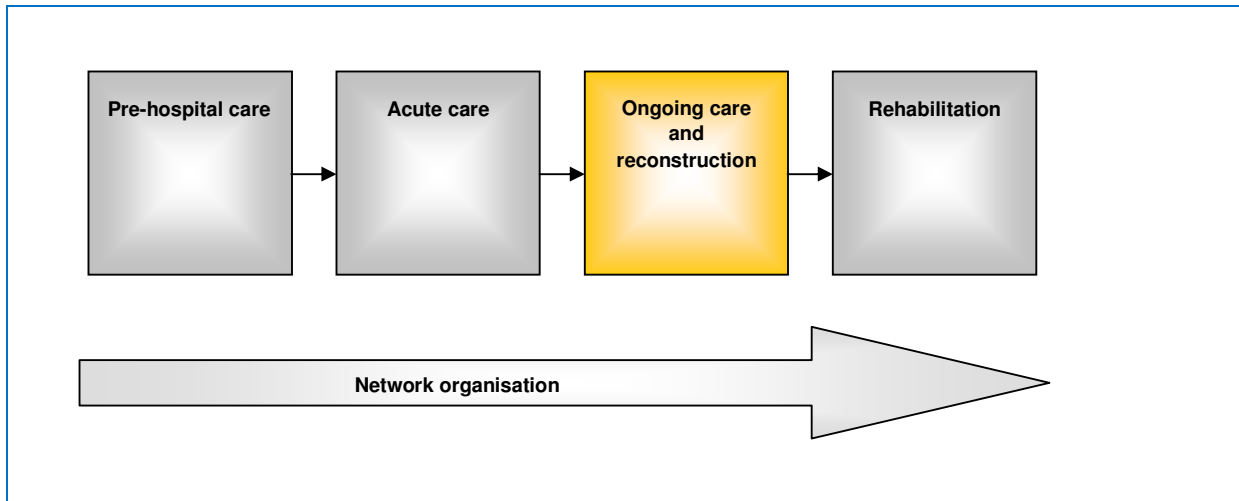 Pre-hospital care
Acute care
Ongoing care
and
reconstruction
Rehabilitation
Network organisation